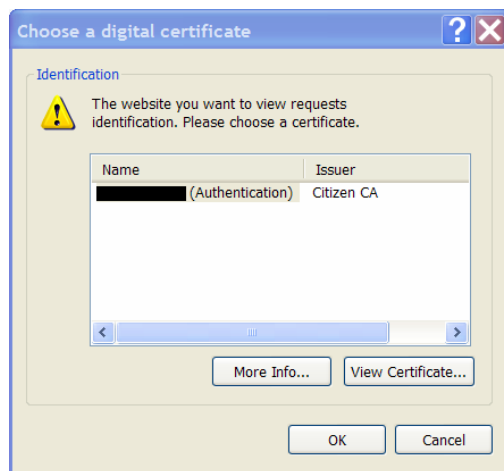 Choose a digital certificate
Identification
The website you want to view requests
identification. Please choose a certificate.
Name Issuer
(Authentication) Citizen CA
More Info... View Certificate...
OK Cancel